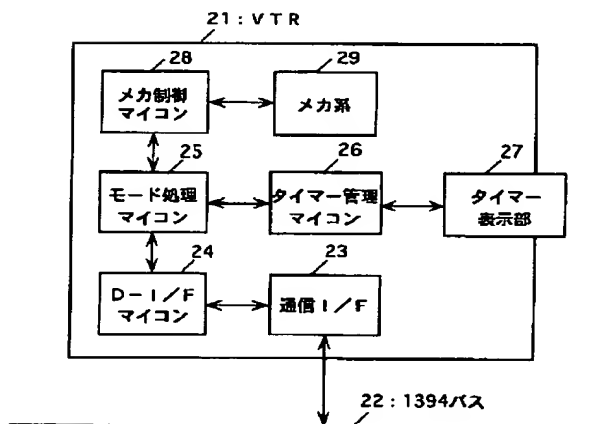 21：VTR
28
29
メカ制御
マイコン
メカ系
25
26
27
モード処理
マイコン
タイマー管理
マイコン
タイマー
表示部
24
23
D－I／F
マイコン
通信I／F
22：1394バス